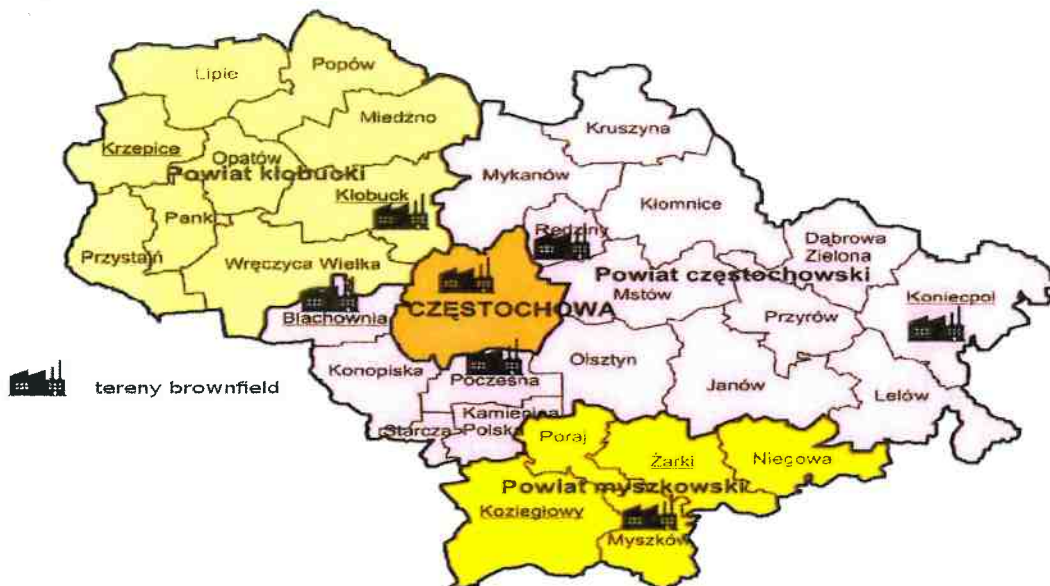 Lipie
Popów
Miedźno
Krzepice
Opatów
Powiat kłobucki
Kłobuck
Panki
Przystajń
Wręczyca Wielka
Kruszyna
Mykanów
Kłomnice
Rędziny
Dąbrowa
Zielona
Powiat częstochowski
Mstów
Koniecpol
CZĘSTOCHOWA
Przyrów
Blachownia
Konopiska
Poczesna
Olsztyn
Janów
Lelów
Kamienica
Polska
Starcza
Poraj
Żarki
Niegowa
Powiat myszkowski
Koziegłowy
Myszków
tereny brownfield